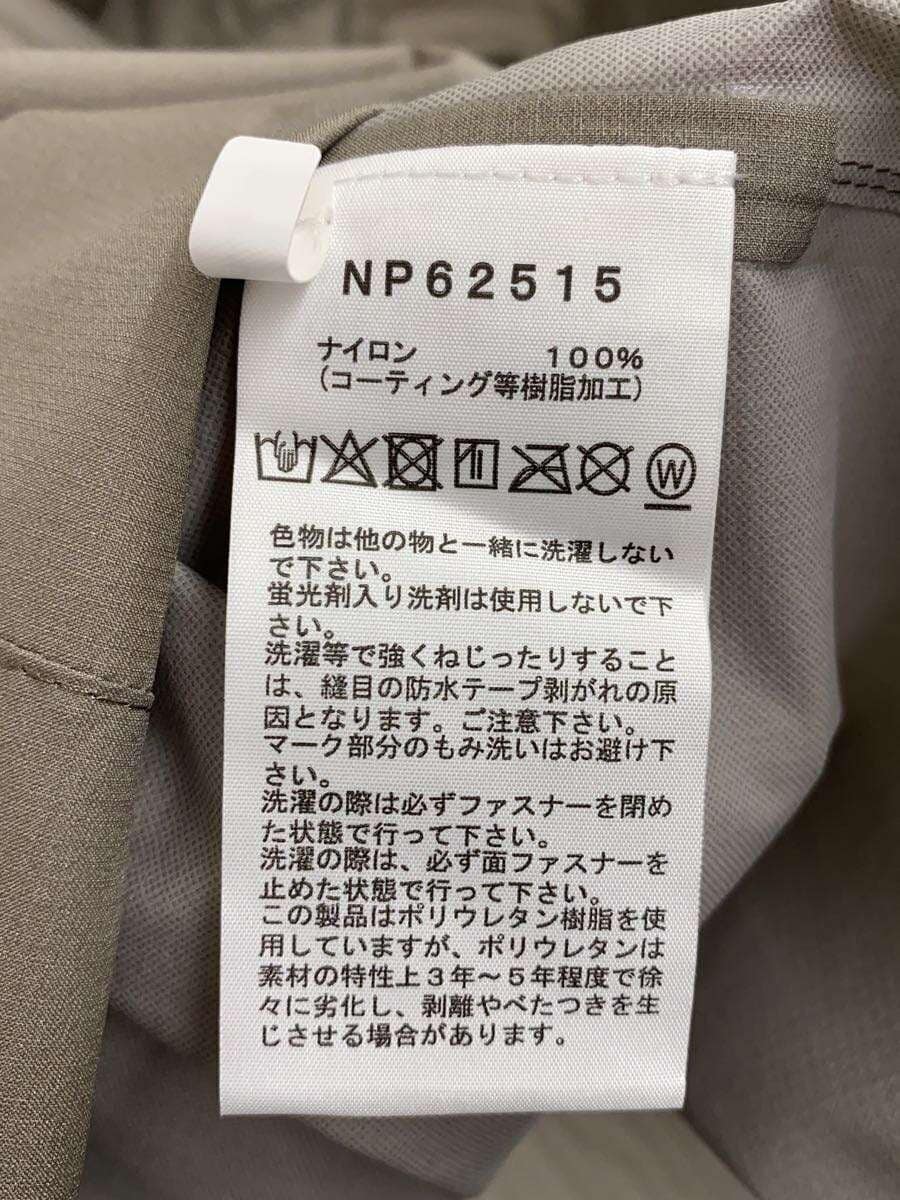 NP62515
ナイロン 100%
(コーティング等樹脂加工)
W
色物は他の物と一緒に洗濯しない
で下さい。
蛍光剤入り洗剤は使用しないで下
さい。
洗濯等で強くねじったりすること
は、縫目の防水テープ剥がれの原
因となります。ご注意下さい。
マーク部分のもみ洗いはお避け下
さい。
洗濯の際は必ずファスナーを閉め
た状態で行って下さい。
洗濯の際は、必ず面ファスナーを
止めた状態で行って下さい。
この製品はポリウレタン樹脂を使
用していますが、ポリウレタンは
素材の特性上3年～5年程度で徐
々に劣化し、剥離やべたつきを生
じさせる場合があります。